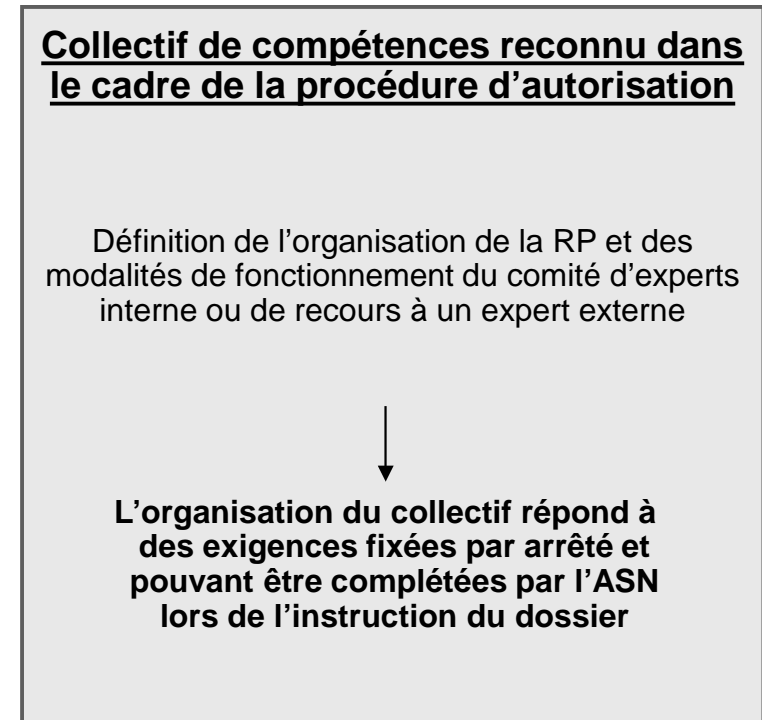 Collectif de compétences reconnu dans
le cadre de la procédure d’autorisation
Définition de l’organisation de la RP et des
modalités de fonctionnement du comité d’experts
interne ou de recours à un expert externe
L’organisation du collectif répond à
des exigences fixées par arrêté et
pouvant être complétées par l’ASN
lors de l’instruction du dossier